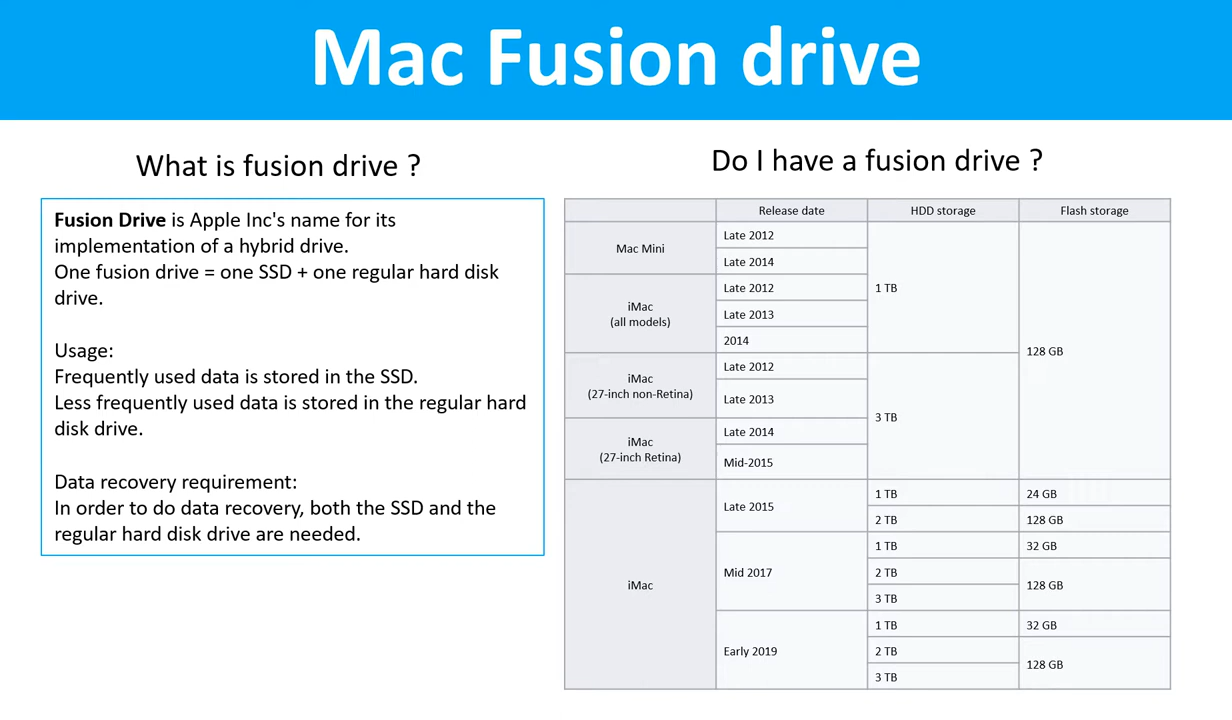 Mac Fusion drive
What is fusion drive ?
Fusion Drive is Apple Inc's name for its
implementation of a hybrid drive.
One fusion drive = one SSD + one regular hard disk
drive.
Usage:
Frequently used data is stored in the SSD.
Less frequently used data is stored in the regular hard
disk drive.
Data recovery requirement:
In order to do data recovery, both the SSD and the
regular hard disk drive are needed.
Do I have a fusion drive ?
Release date HDD storage Flash storage
Mac Mini
Late 2012
Late 2014
iMac
(all models)
Late 2012
Late 2013
2014
1 TB
iMac
(27-inch non-Retina)
Late 2012
Late 2013
iMac
(27-inch Retina)
Late 2014
Mid-2015
3 TB
128 GB
iMac
Late 2015
1 TB 24 GB
2 TB 128 GB
Mid 2017
1 TB 32 GB
2 TB
3 TB
128 GB
Early 2019
1 TB 32 GB
2 TB
3 TB
128 GB